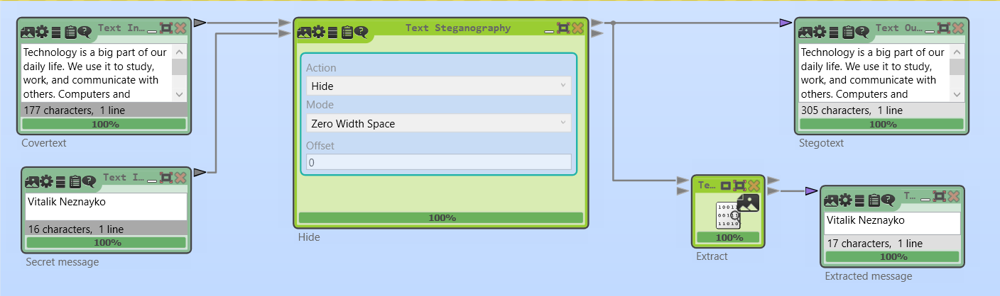 Text In...
Technology is a big part of our
daily life. We use it to study,
work, and communicate with
others. Computers and
177 characters, 1 line
100%
Covertext
Text I...
Vitalik Neznayko
16 characters, 1 line
100%
Secret message
Text Steganography
Action
Hide
Mode
Zero Width Space
Offset
0
100%
Hide
Te...
10011
00111
11010
100%
Extract
Text Ou...
Technology is a big part of our
daily life. We use it to study,
work, and communicate with
others. Computers and
305 characters, 1 line
100%
Stegotext
T...
Vitalik Neznayko
17 characters, 1 line
100%
Extracted message